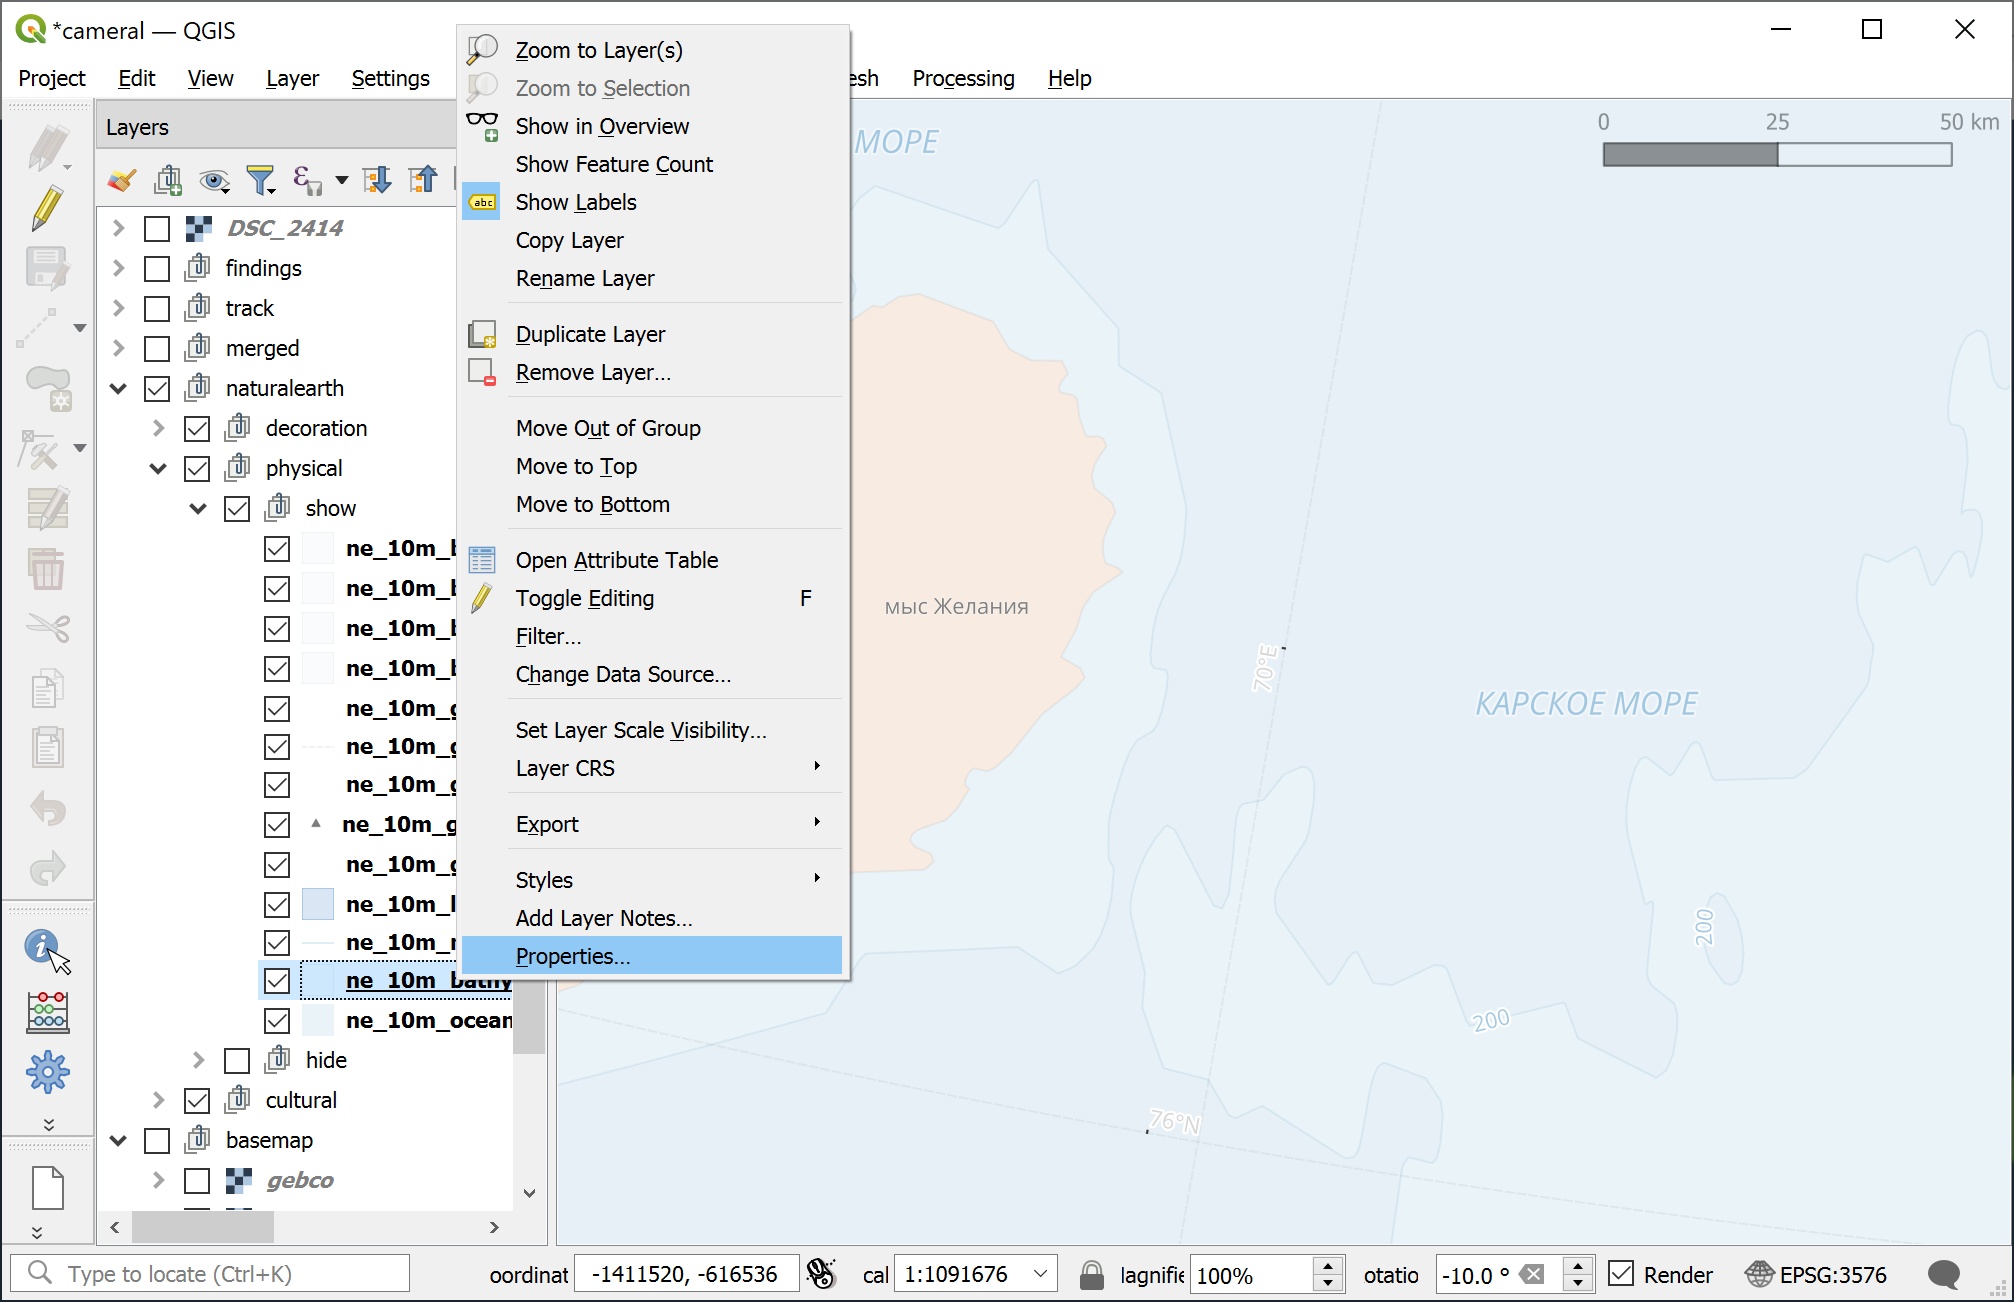 *cameral — QGIS
Project Edit View Layer Settings esh Processing Help
Layers
DSC_2414
findings
track
merged
naturalearth
decoration
physical
show
ne_10m_b
ne_10m_b
ne_10m_b
ne_10m_b
ne_10m_g
ne_10m_g
ne_10m_g
ne_10m_g
ne_10m_g
ne_10m_l
ne_10m_r
ne_10m_bathy
ne_10m_ocean
hide
cultural
basemap
gebco
Zoom to Layer(s)
Zoom to Selection
Show in Overview
Show Feature Count
abc Show Labels
Copy Layer
Rename Layer
Duplicate Layer
Remove Layer...
Move Out of Group
Move to Top
Move to Bottom
Open Attribute Table
Toggle Editing F
Filter...
Change Data Source...
Set Layer Scale Visibility...
Layer CRS
Export
Styles
Add Layer Notes...
Properties...
МОРЕ
0 25 50 km
мыс Желания
70°E
КАРСКОЕ МОРЕ
200
200
76°N
Type to locate (Ctrl+K) oordinat -1411520, -616536 cal 1:1091676 lagnifie 100% otatio -10.0 ° Render EPSG:3576